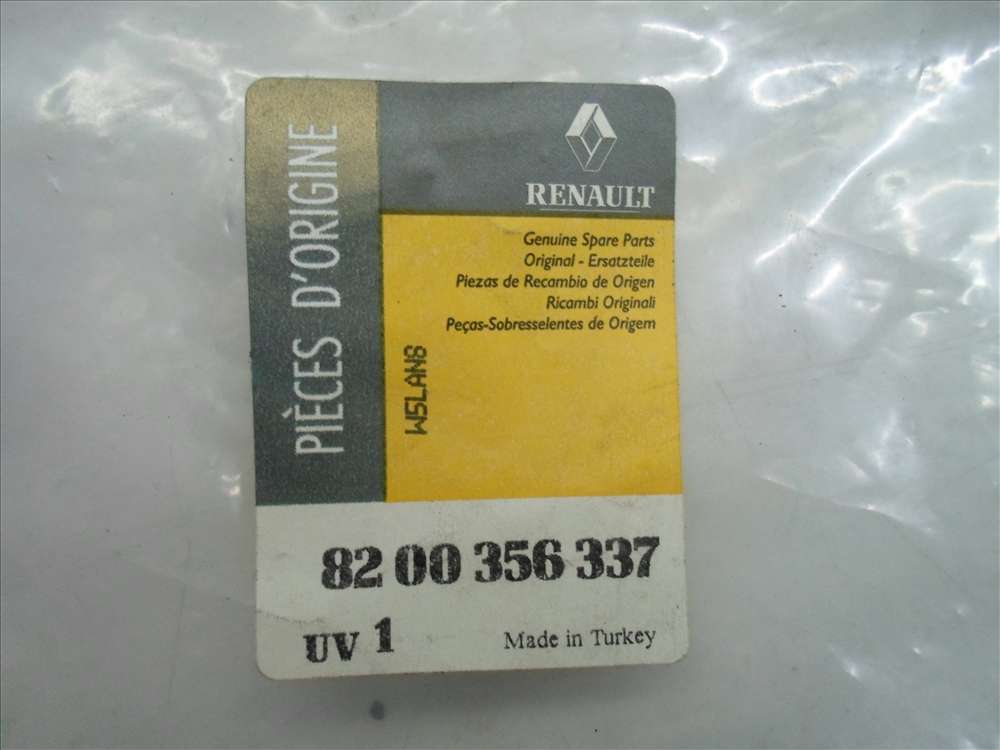 PIÈCES D'ORIGINE
RENAULT
Genuine Spare Parts
Original - Ersatzteile
Piezas de Recambio de Origen
Ricambi Originali
Peças-Sobresselentes de Origem
W5LAN8
82 00 356 337
UV 1
Made in Turkey